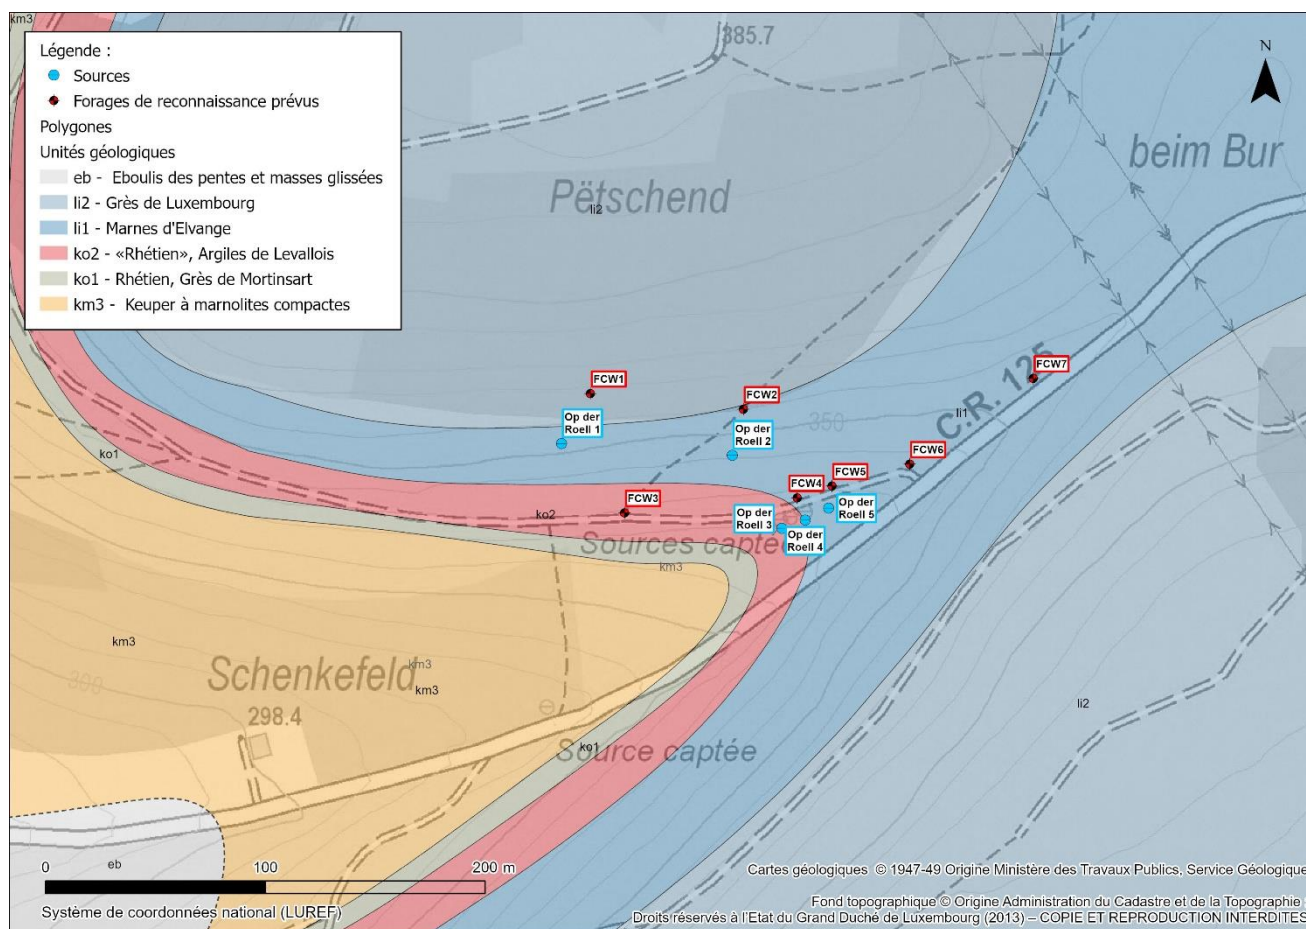 km3
Légende :
Sources
Forages de reconnaissance prévus
Polygones
Unités géologiques
eb - Eboulis des pentes et masses glissées
li2 - Grès de Luxembourg
li1 - Marnes d'Elvange
ko2 - «Rhétien», Argiles de Levallois
ko1 - Rhétien, Grès de Mortinsart
km3 - Keuper à marnolites compactes
385.7
N
beim Bur
Pëtschend
li2
C.R. 125
FCW7
FCW1
FCW2
li1
350
Op der
Roell 1
Op der
Roell 2
ko1
FCW6
FCW5
FCW4
FCW3
ko2
Op der
Roell 3
Op der
Roell 4
Op der
Roell 5
Sources captée
km3
km3
Schenkefeld
km3
km3
300
298.4
li2
ko1
Source captée
eb
0 100 200 m
Système de coordonnées national (LUREF)
Cartes géologiques © 1947-49 Origine Ministère des Travaux Publics, Service Géologique
Fond topographique © Origine Administration du Cadastre et de la Topographie
Droits réservés à l'Etat du Grand Duché de Luxembourg (2013) – COPIE ET REPRODUCTION INTERDITES